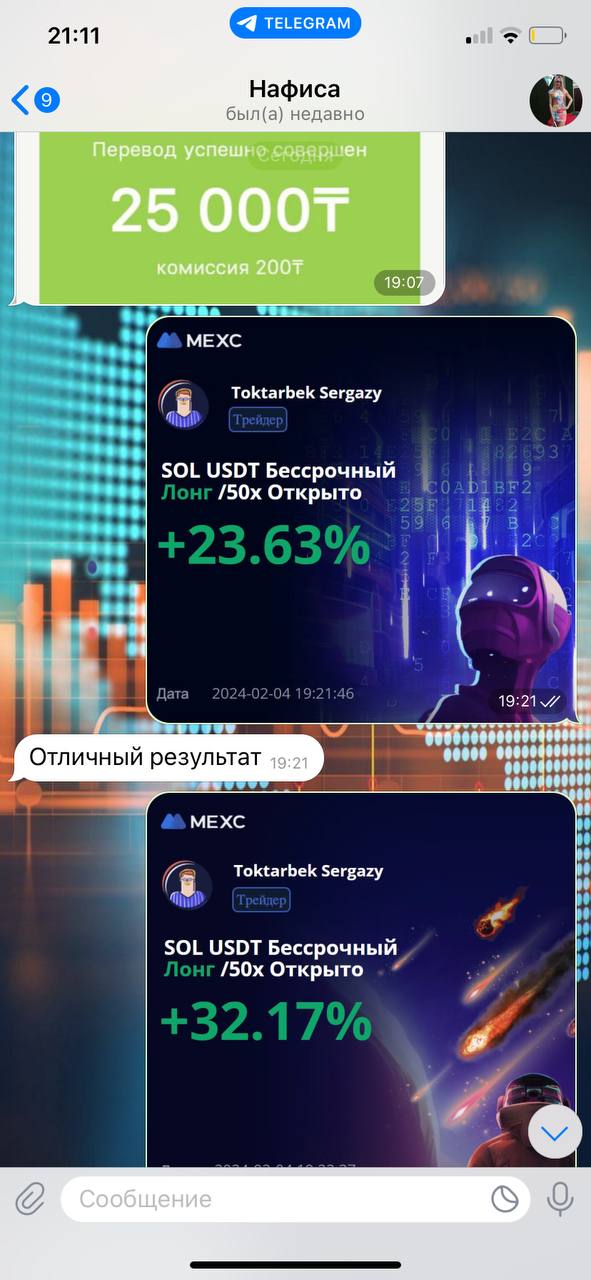 21:11
TELEGRAM
9
Нафиса
был(а) недавно
Сегодня
Перевод успешно совершен
25 000₸
комиссия 200₸
19:07
MEXC
Toktarbek Sergazy
Трейдер
SOL USDT Бессрочный
Лонг /50x Открыто
+23.63%
Дата 2024-02-04 19:21:46
19:21
Отличный результат 19:21
MEXC
Toktarbek Sergazy
Трейдер
SOL USDT Бессрочный
Лонг /50x Открыто
+32.17%
Сообщение